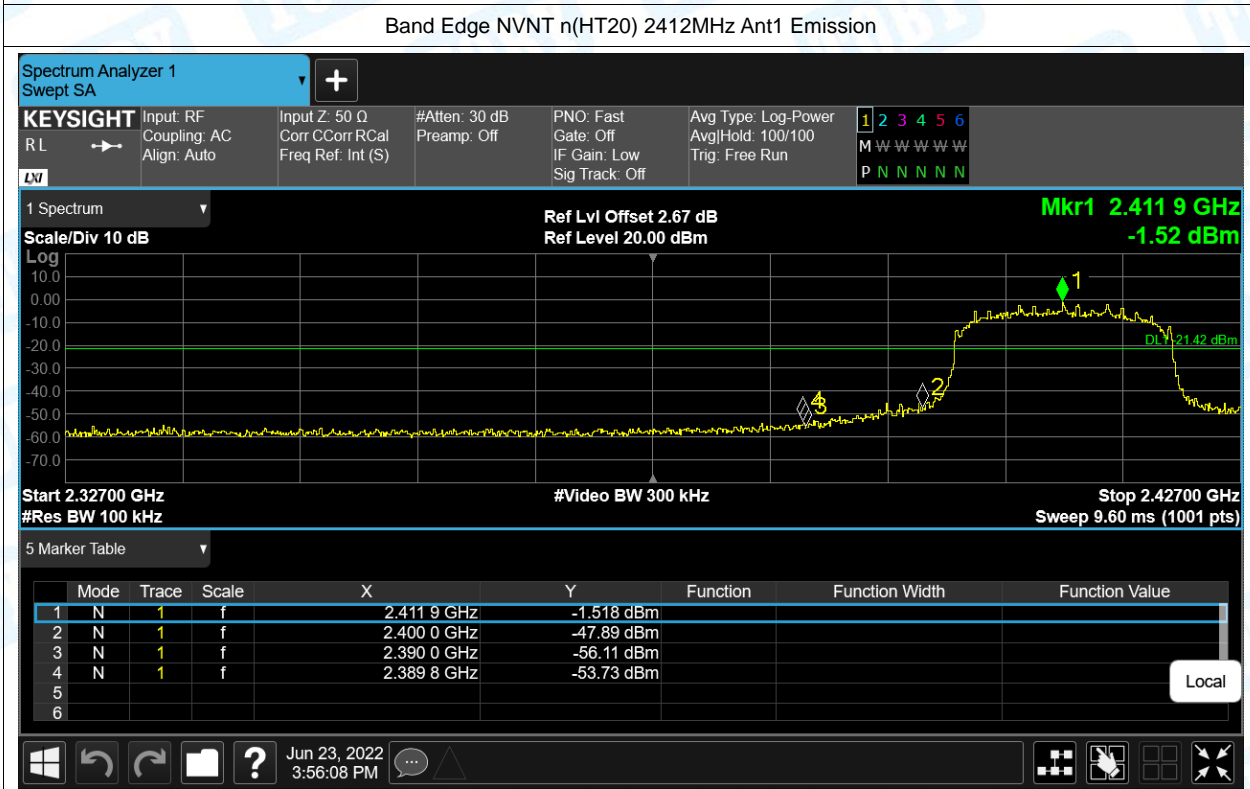 Band Edge NVNT n(HT20) 2412MHz Ant1 Emission
Spectrum Analyzer 1
Swept SA
+
KEYSIGHT Input: RF Input Z: 50 Ω #Atten: 30 dB PNO: Fast Avg Type: Log-Power 1 2 3 4 5 6
RL Coupling: AC Corr CCorr RCal Preamp: Off Gate: Off Avg|Hold: 100/100 M W W W W W
Align: Auto Freq Ref: Int (S) IF Gain: Low Trig: Free Run
LXI Sig Track: Off P N N N N N
1 Spectrum Ref Lvl Offset 2.67 dB Mkr1 2.411 9 GHz
Scale/Div 10 dB Ref Level 20.00 dBm -1.52 dBm
Log
10.0
0.00
-10.0
-20.0
-30.0
-40.0
-50.0
-60.0
-70.0
1
DL1 -21.42 dBm
2
4
3
Start 2.32700 GHz #Video BW 300 kHz Stop 2.42700 GHz
#Res BW 100 kHz Sweep 9.60 ms (1001 pts)
5 Marker Table
Mode Trace Scale X Y Function Function Width Function Value
1 N 1 f 2.411 9 GHz -1.518 dBm
2 N 1 f 2.400 0 GHz -47.89 dBm
3 N 1 f 2.390 0 GHz -56.11 dBm
4 N 1 f 2.389 8 GHz -53.73 dBm
5
6
Local
? Jun 23, 2022
3:56:08 PM